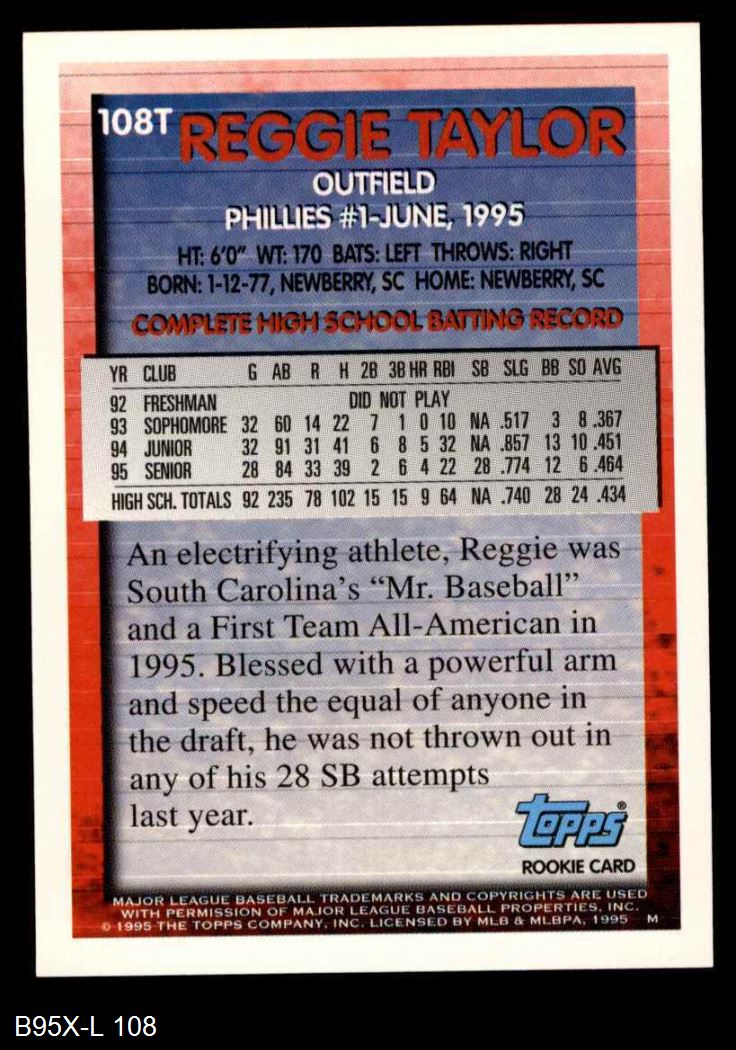 108T REGGIE TAYLOR
OUTFIELD
PHILLIES #1-JUNE, 1995
HT: 6'0" WT: 170 BATS: LEFT THROWS: RIGHT
BORN: 1-12-77, NEWBERRY, SC HOME: NEWBERRY, SC
COMPLETE HIGH SCHOOL BATTING RECORD
YR CLUB G AB R H 2B 3B HR RBI SB SLG BB SO AVG
92 FRESHMAN DID NOT PLAY
93 SOPHOMORE 32 60 14 22 7 1 0 10 NA .517 3 8 .367
94 JUNIOR 32 91 31 41 6 8 5 32 NA .857 13 10 .451
95 SENIOR 28 84 33 39 2 6 4 22 28 .774 12 6 .464
HIGH SCH. TOTALS 92 235 78 102 15 15 9 64 NA .740 28 24 .434
An electrifying athlete, Reggie was
South Carolina's “Mr. Baseball”
and a First Team All-American in
1995. Blessed with a powerful arm
and speed the equal of anyone in
the draft, he was not thrown out in
any of his 28 SB attempts
last year.
Topps®
ROOKIE CARD
MAJOR LEAGUE BASEBALL TRADEMARKS AND COPYRIGHTS ARE USED
WITH PERMISSION OF MAJOR LEAGUE BASEBALL PROPERTIES, INC.
© 1995 THE TOPPS COMPANY, INC. LICENSED BY MLB & MLBPA, 1995 M
B95X-L 108